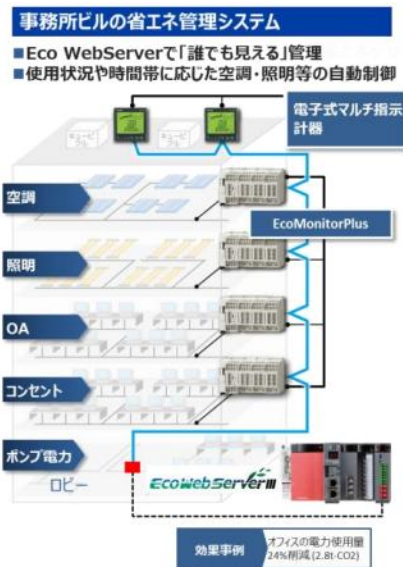 事務所ビルの省エネ管理システム
■Eco WebServerで｢誰でも見える｣管理
■使用状況や時間帯に応じた空調・照明等の自動制御
電子式マルチ指示
計器
空調
EcoMonitorPlus
照明
OA
コンセント
ポンプ電力
ロビー
EcoWebServerⅢ
効果事例
オフィスの電力使用量
24%削減(2.8t-CO2)